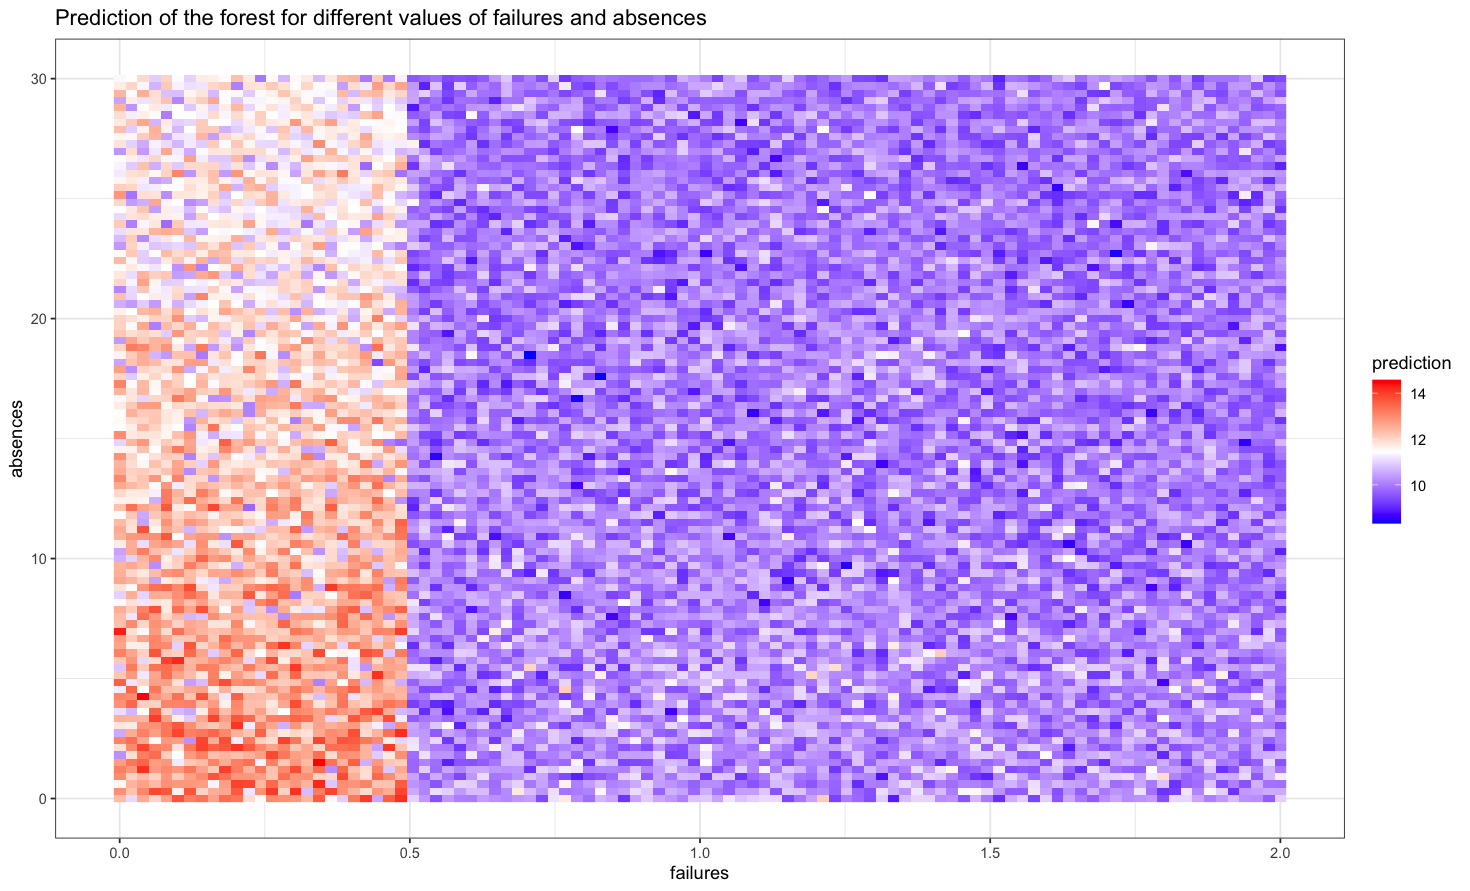 Prediction of the forest for different values of failures and absences
absences
30
20
10
0
0.0 0.5 1.0 1.5 2.0
failures
prediction
14
12
10